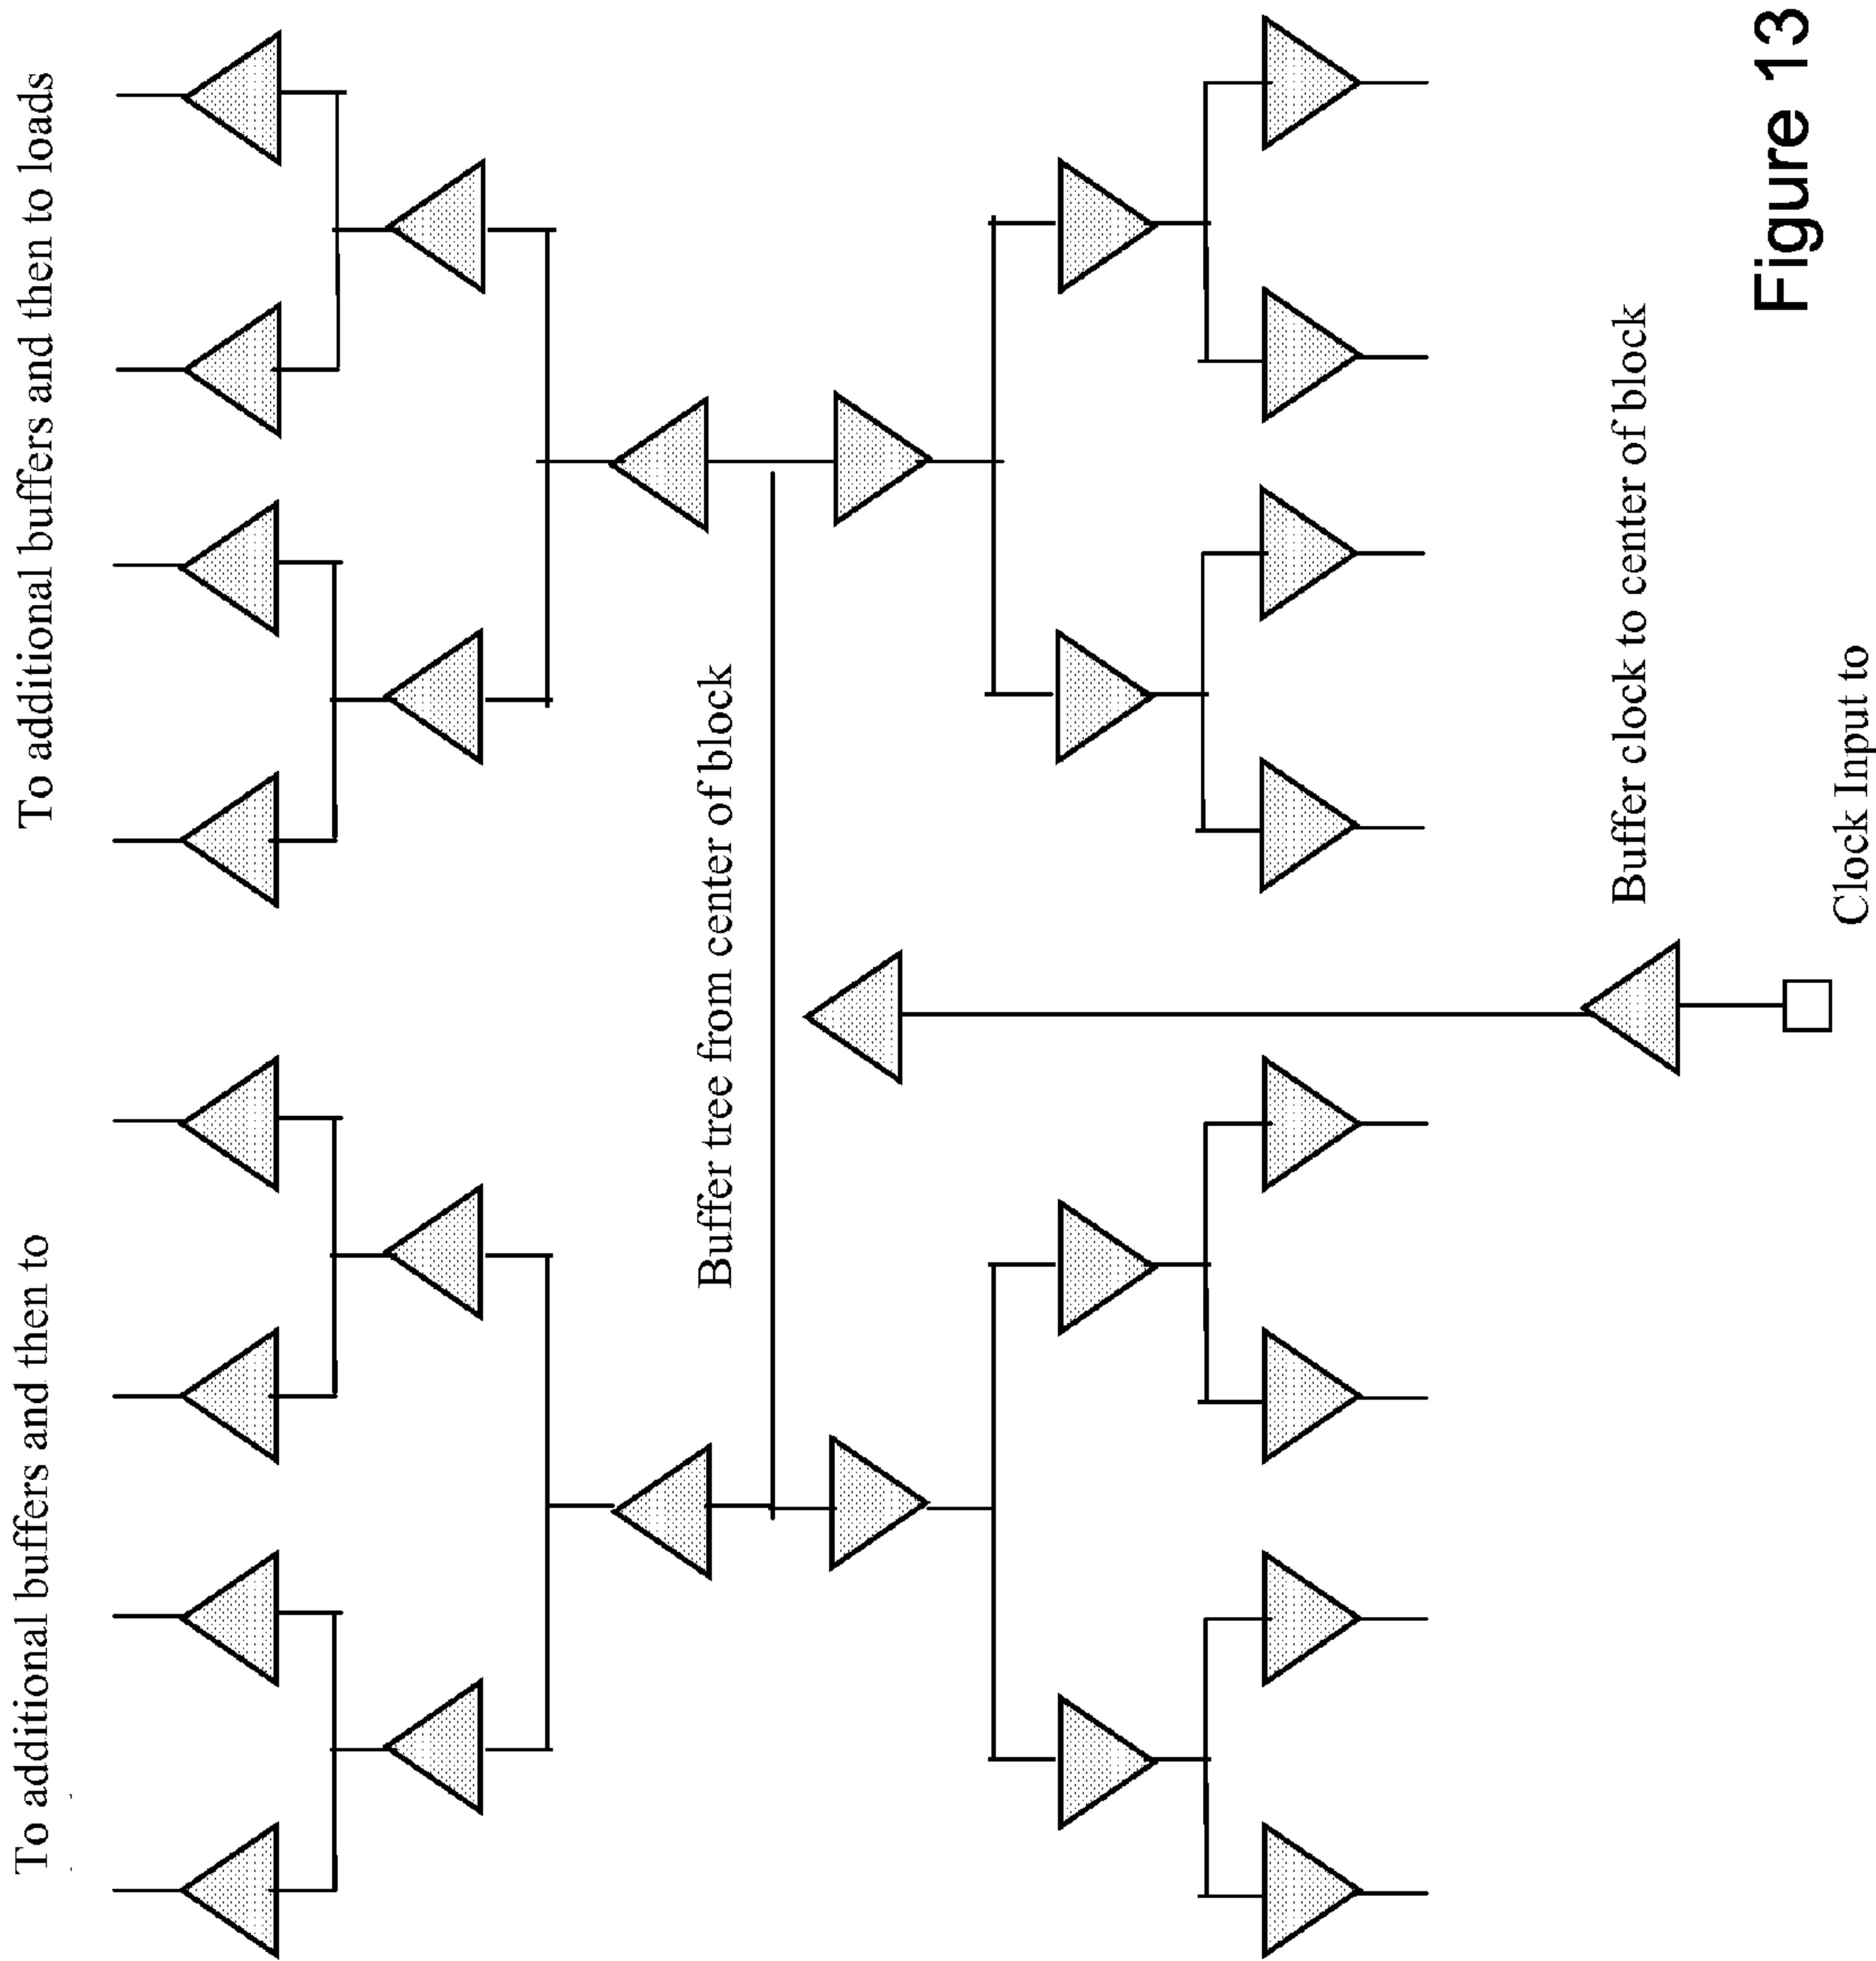 To additional buffers and then to
To additional buffers and then to loads
Buffer tree from center of block
Buffer clock to center of block
Clock Input to
Figure 13